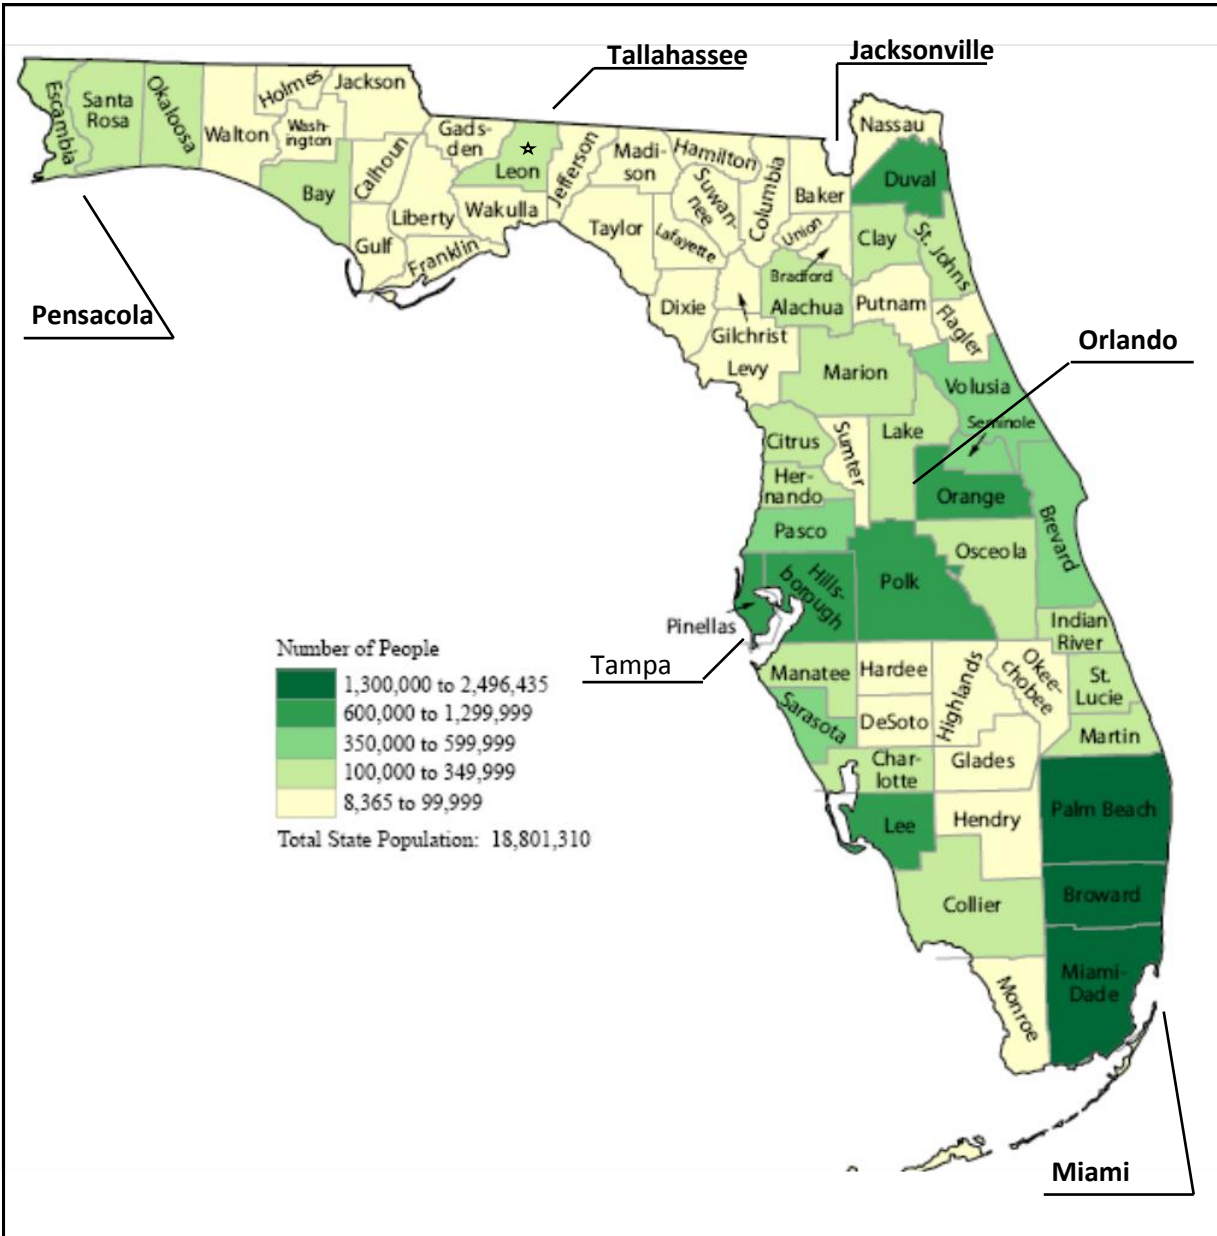 Tallahassee
Jacksonville
Pensacola
Orlando
Tampa
Miami
Escambia
Santa
Rosa
Okaloosa
Walton
Holmes
Wash-
ington
Jackson
Bay
Calhoun
Gulf
Liberty
Franklin
Gads-
den
Leon
Wakulla
Jefferson
Madi-
son
Taylor
Hamilton
Suwan-
nee
Lafayette
Columbia
Baker
Union
Bradford
Nassau
Duval
Clay
St. Johns
Alachua
Putnam
Flagler
Dixie
Gilchrist
Levy
Marion
Volusia
Seminole
Citrus
Sumter
Lake
Her-
nando
Orange
Pasco
Brevard
Osceola
Polk
Hills-
borough
Pinellas
Indian
River
Manatee
Hardee
Highlands
Okee-
chobee
St.
Lucie
Sarasota
DeSoto
Martin
Char-
lotte
Glades
Lee
Hendry
Palm Beach
Collier
Broward
Monroe
Miami-
Dade
Number of People
1,300,000 to 2,496,435
600,000 to 1,299,999
350,000 to 599,999
100,000 to 349,999
8,365 to 99,999
Total State Population: 18,801,310